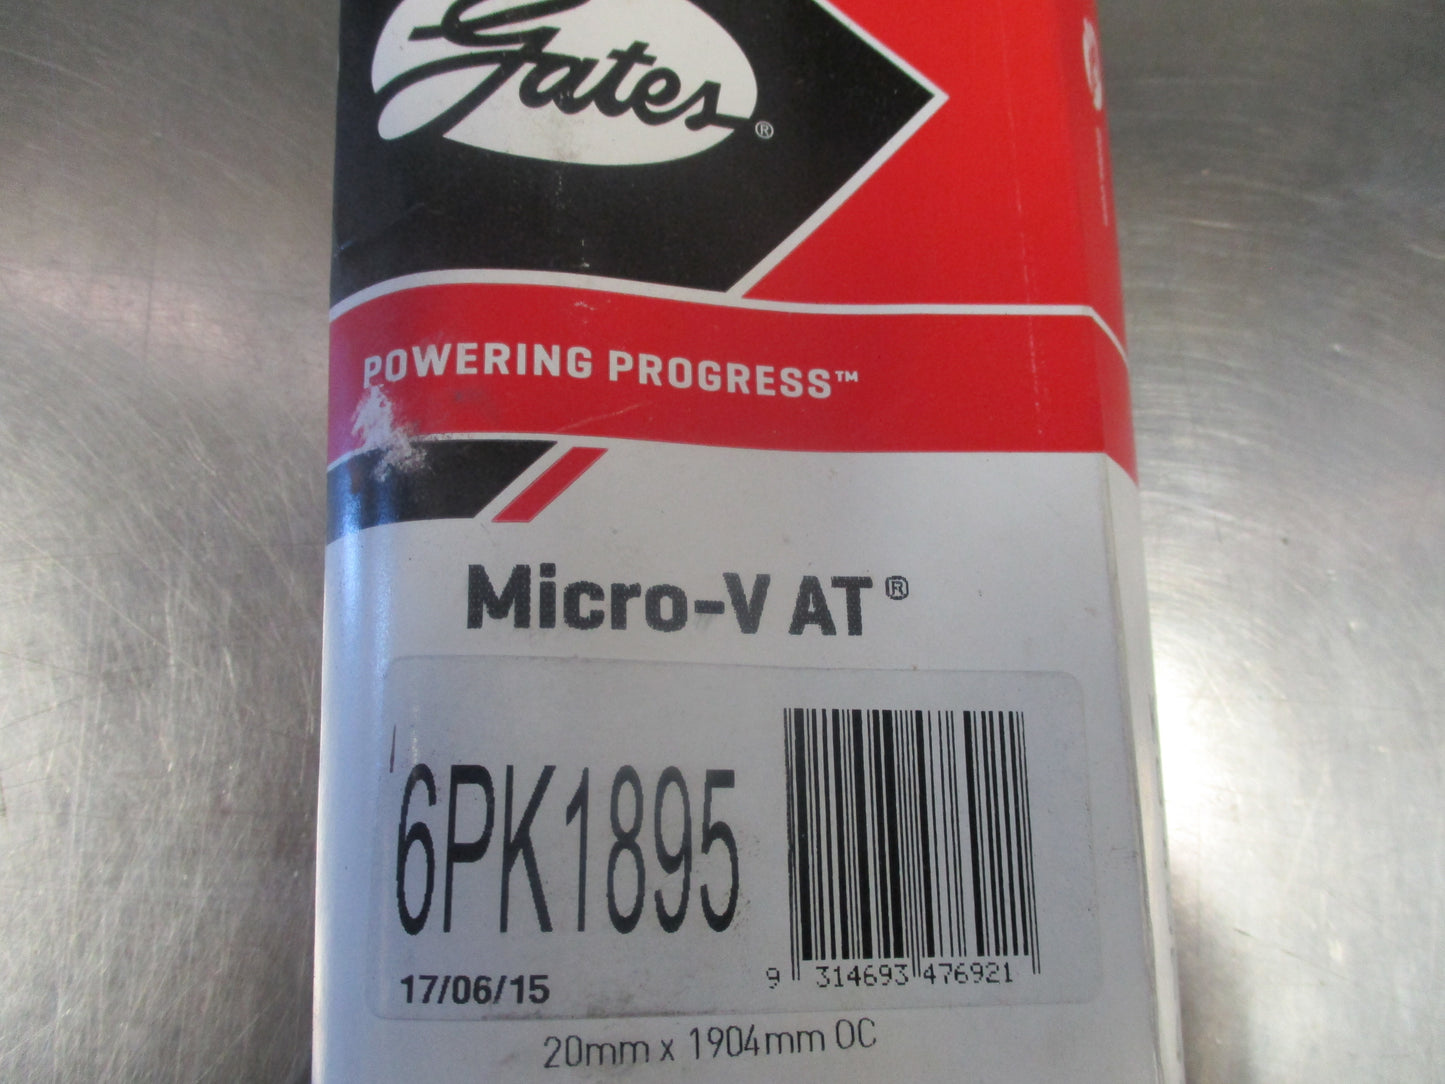 Gates®
POWERING PROGRESS™
Micro-V AT®
6PK1895
9 314693 476921
17/06/15
20mm x 1904mm OC